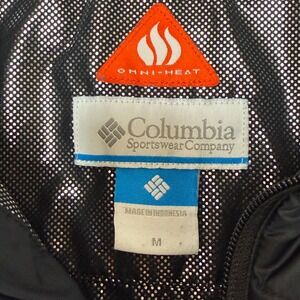 OMNI-HEAT
Columbia
Sportswear Company
MADE IN INDONESIA
M